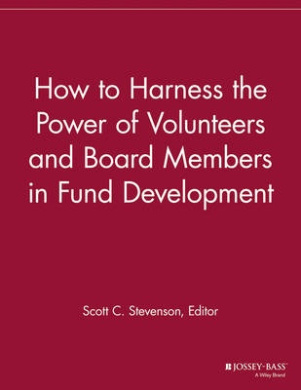 How to Harness the
Power of Volunteers
and Board Members
in Fund Development
Scott C. Stevenson, Editor
JOSSEY-BASS™
A Wiley Brand